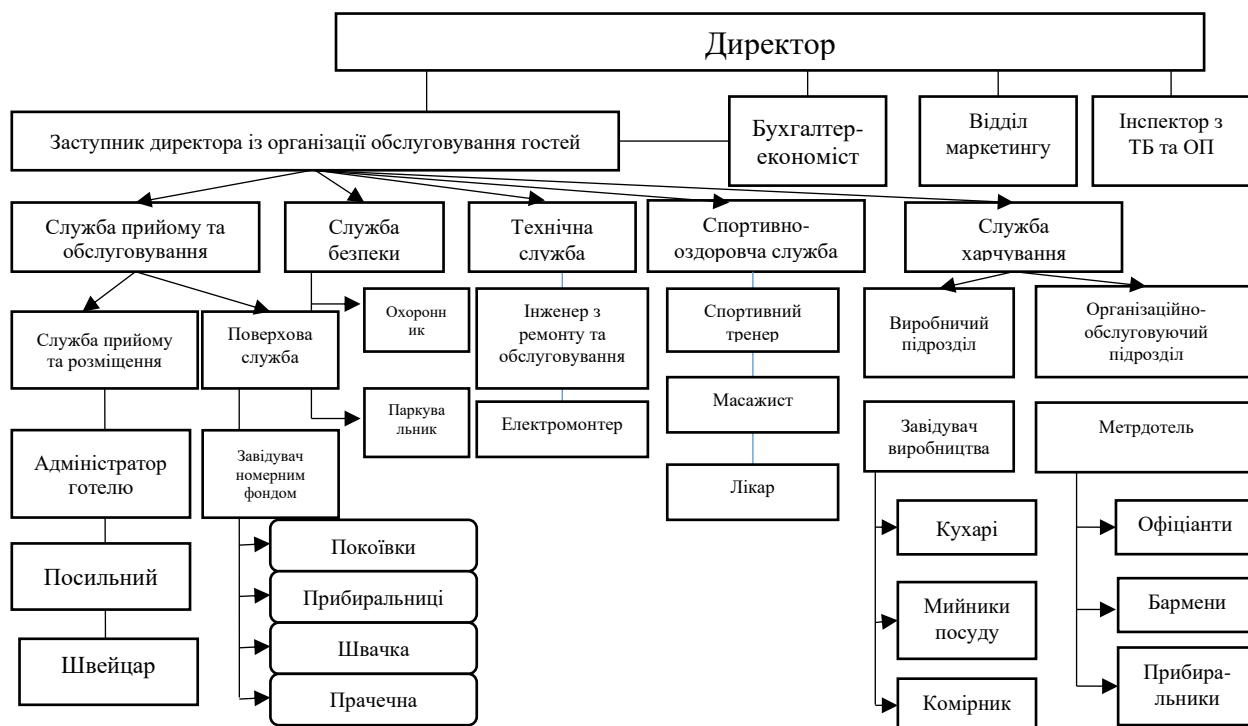 Директор
Заступник директора із організації обслуговування гостей
Бухгалтер-
економіст
Відділ
маркетингу
Інспектор з
ТБ та ОП
Служба прийому та
обслуговування
Служба
безпеки
Технічна
служба
Спортивно-
оздоровча служба
Служба
харчування
Служба прийому
та розміщення
Поверхова
служба
Охоронн
ик
Інженер з
ремонту та
обслуговування
Спортивний
тренер
Виробничий
підрозділ
Організаційно-
обслуговуючий
підрозділ
Паркува
льник
Електромонтер
Масажист
Завідувач
виробництва
Метрдотель
Адміністратор
готелю
Завідувач
номерним
фондом
Лікар
Кухарі
Офіціанти
Посильний
Покоївки
Прибиральниці
Мийники
посуду
Бармени
Швейцар
Швачка
Прачечна
Комірник
Прибира-
льники